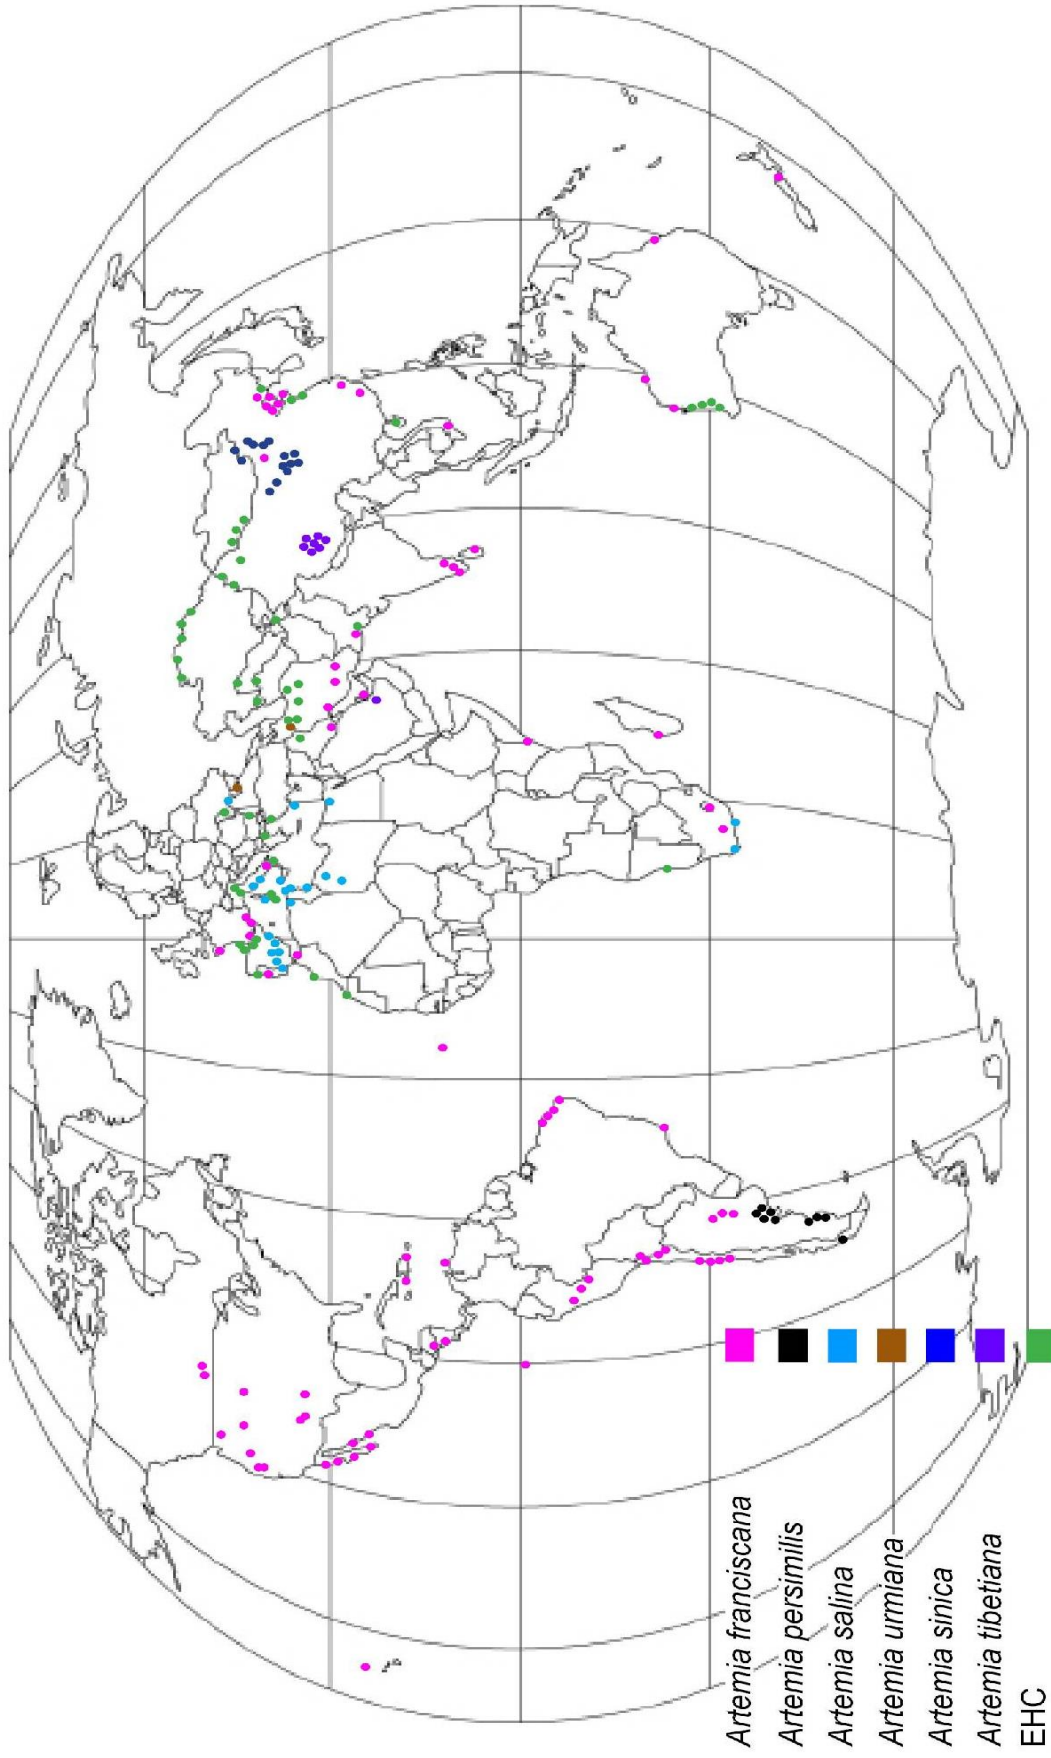 Artemia franciscana
Artemia persimilis
Artemia salina
Artemia urmiana
Artemia sinica
Artemia tibetiana
EHC